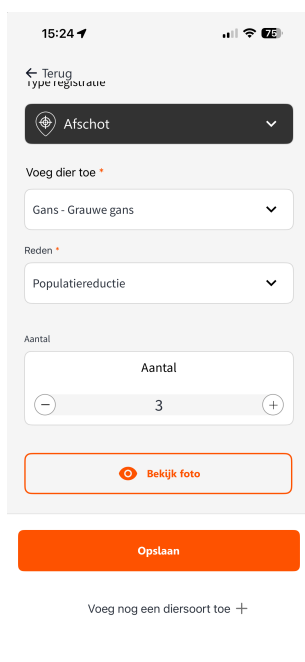 15:24
75
← Terug
Type registratie
Afschot
Voeg dier toe *
Gans - Grauwe gans
Reden *
Populatiereductie
Aantal
Aantal
3
Bekijk foto
Opslaan
Voeg nog een diersoort toe +